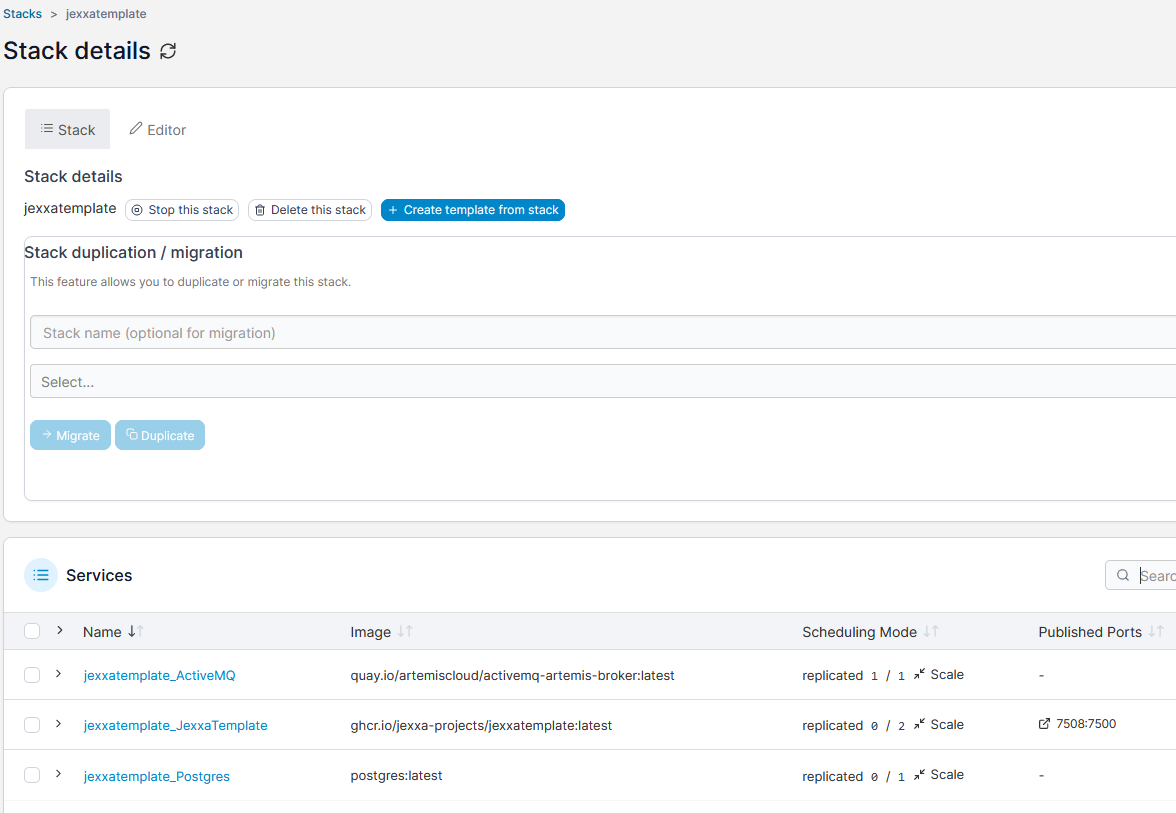 Stacks > jexxatemplate
Stack details
Stack Editor
Stack details
jexxatemplate Stop this stack Delete this stack + Create template from stack
Stack duplication / migration
This feature allows you to duplicate or migrate this stack.
Stack name (optional for migration)
Select...
Migrate Duplicate
Services Searc
Name Image Scheduling Mode Published Ports
jexxatemplate_ActiveMQ quay.io/artemiscloud/activemq-artemis-broker:latest replicated 1 / 1 Scale -
jexxatemplate_JexxaTemplate ghcr.io/jexxa-projects/jexxatemplate:latest replicated 0 / 2 Scale 7508:7500
jexxatemplate_Postgres postgres:latest replicated 0 / 1 Scale -